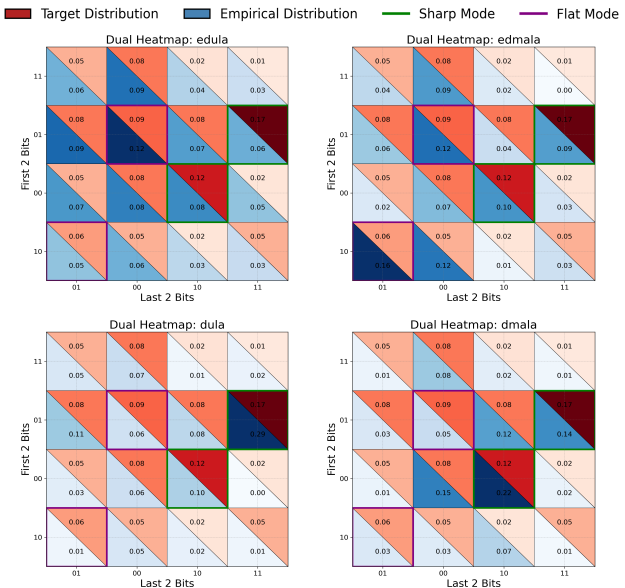 Target Distribution Empirical Distribution Sharp Mode Flat Mode
Dual Heatmap: edula
First 2 Bits
11 01 00 10
0.05 0.08 0.02 0.01
0.06 0.09 0.04 0.03
0.08 0.09 0.08 0.17
0.09 0.12 0.07 0.06
0.05 0.08 0.12 0.02
0.07 0.08 0.08 0.05
0.06 0.05 0.02 0.05
0.05 0.06 0.03 0.03
01 00 10 11
Last 2 Bits
Dual Heatmap: edmala
First 2 Bits
11 01 00 10
0.05 0.08 0.02 0.01
0.04 0.09 0.02 0.00
0.08 0.09 0.08 0.17
0.06 0.12 0.04 0.09
0.05 0.08 0.12 0.02
0.02 0.07 0.10 0.03
0.06 0.05 0.02 0.05
0.16 0.12 0.01 0.03
01 00 10 11
Last 2 Bits
Dual Heatmap: dula
First 2 Bits
11 01 00 10
0.05 0.08 0.02 0.01
0.05 0.07 0.01 0.02
0.08 0.09 0.08 0.17
0.11 0.06 0.08 0.29
0.05 0.08 0.12 0.02
0.03 0.06 0.10 0.00
0.06 0.05 0.02 0.05
0.01 0.05 0.02 0.01
01 00 10 11
Last 2 Bits
Dual Heatmap: dmala
First 2 Bits
11 01 00 10
0.05 0.08 0.02 0.01
0.01 0.08 0.02 0.01
0.08 0.09 0.08 0.17
0.03 0.05 0.12 0.14
0.05 0.08 0.12 0.02
0.01 0.15 0.22 0.02
0.06 0.05 0.02 0.05
0.03 0.03 0.07 0.01
01 00 10 11
Last 2 Bits